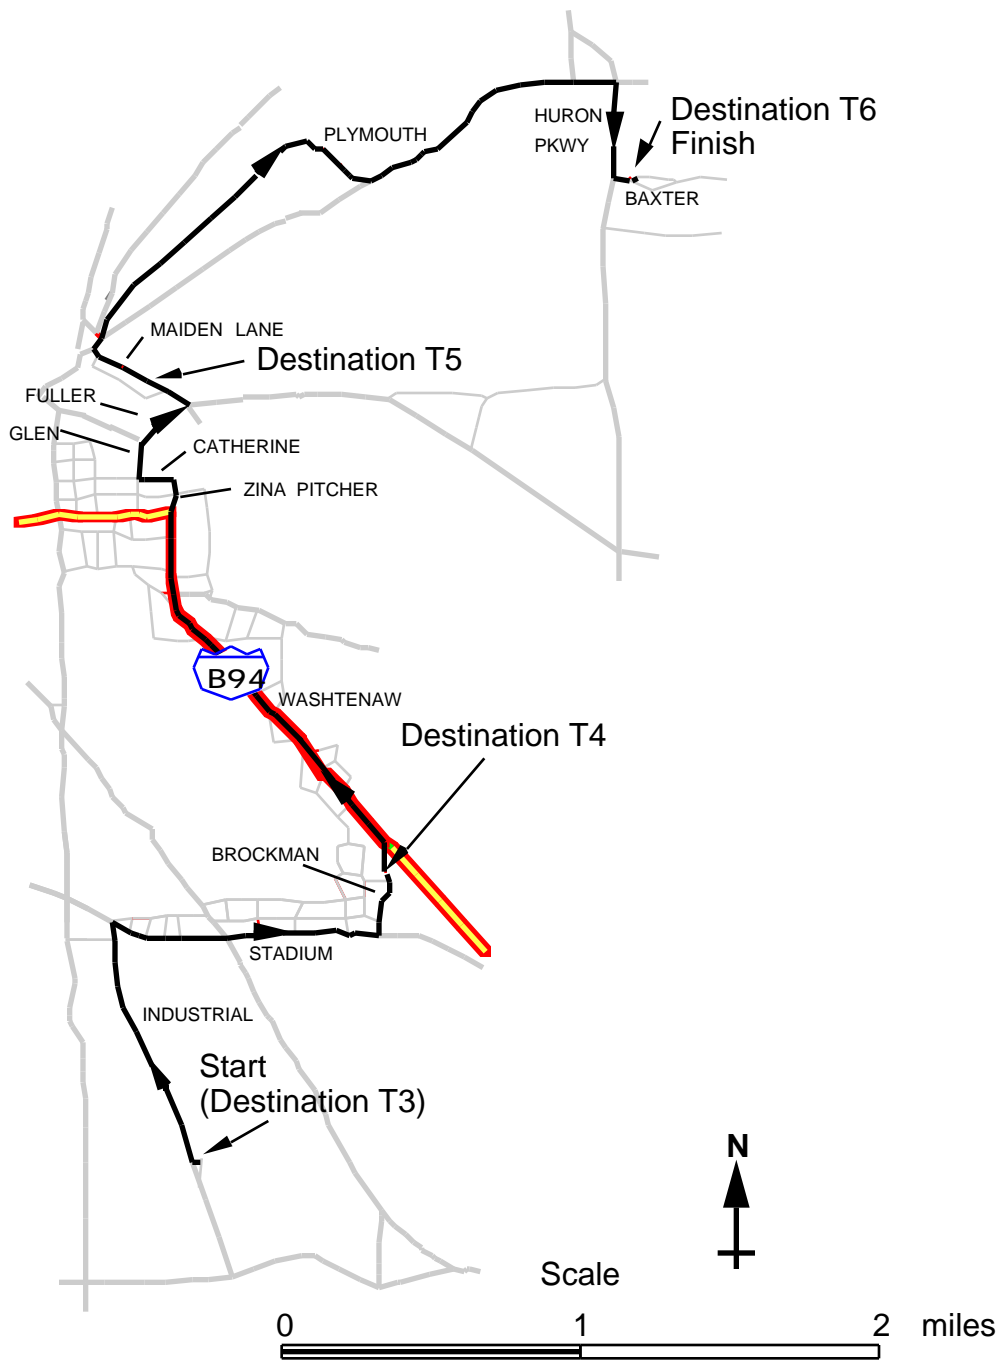 Destination T6
Finish
HURON
PKWY
PLYMOUTH
BAXTER
MAIDEN LANE
Destination T5
FULLER
GLEN
CATHERINE
ZINA PITCHER
B94
WASHTENAW
Destination T4
BROCKMAN
STADIUM
INDUSTRIAL
Start
(Destination T3)
N
Scale
0 1 2 miles